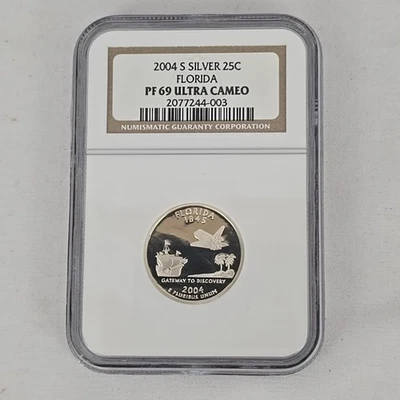 2004 S SILVER 25C
FLORIDA
PF 69 ULTRA CAMEO
2077244-003
NUMISMATIC GUARANTY CORPORATION
FLORIDA
1845
GATEWAY TO DISCOVERY
2004
E PLURIBUS UNUM